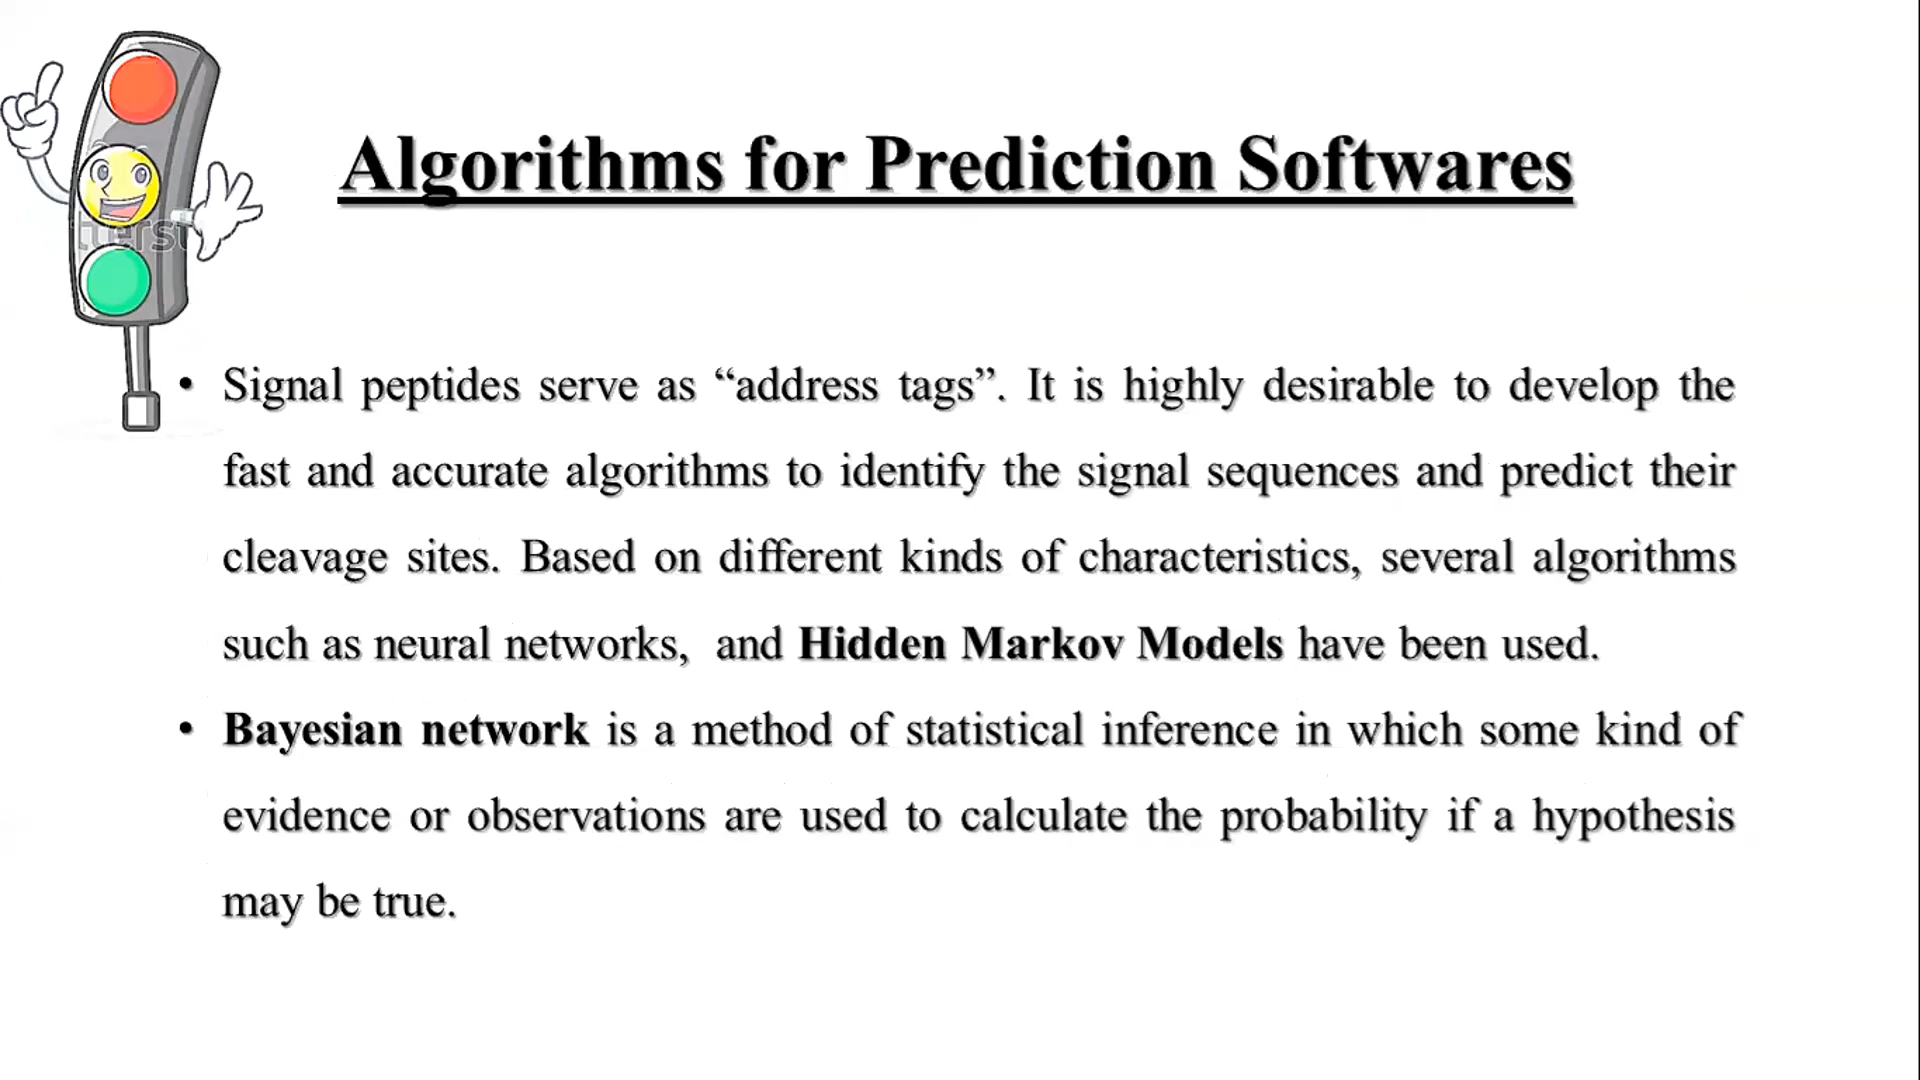 Algorithms for Prediction Softwares
• Signal peptides serve as “address tags”. It is highly desirable to develop the
fast and accurate algorithms to identify the signal sequences and predict their
cleavage sites. Based on different kinds of characteristics, several algorithms
such as neural networks,  and Hidden Markov Models have been used.
• Bayesian network is a method of statistical inference in which some kind of
evidence or observations are used to calculate the probability if a hypothesis
may be true.